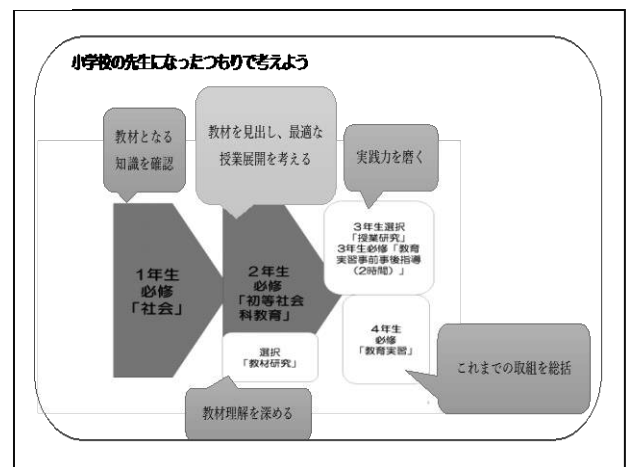 小学校の先生になったつもりで考えよう
教材となる
知識を確認
教材を見出し、最適な
授業展開を考える
実践力を磨く
1年生
必修
「社会」
2年生
必修
「初等社会
科教育」
選択
「教材研究」
3年生選択
「授業研究」
3年生必修「教育
実習事前事後指導
(2時間)」
4年生
必修
「教育実習」
これまでの取組を総括
教材理解を深める